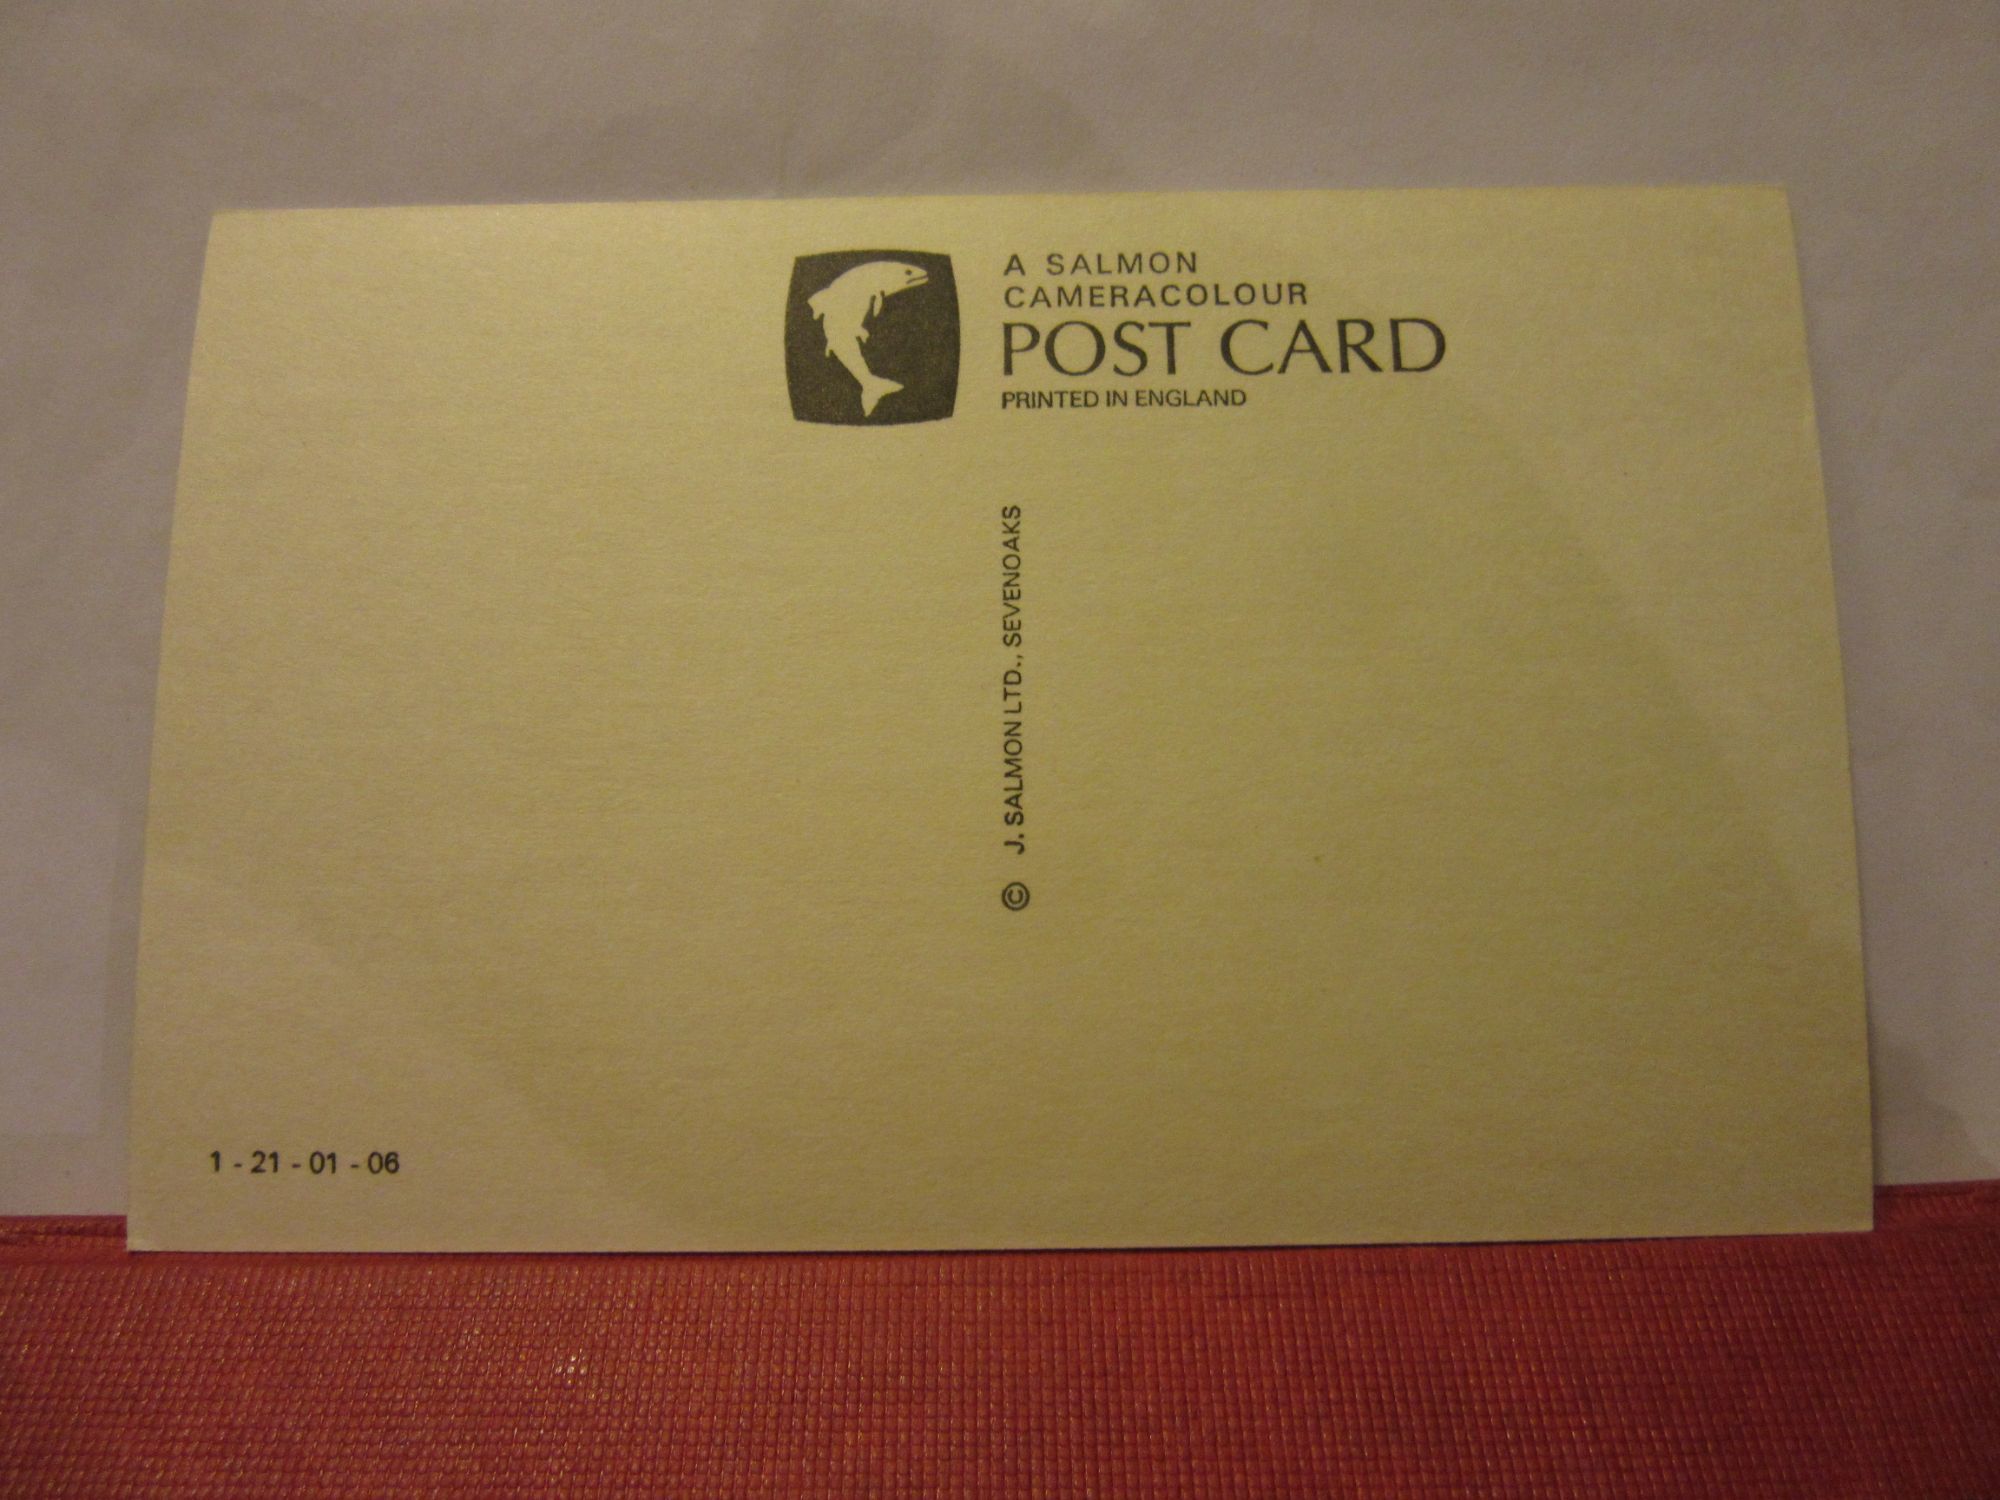 A SALMON
CAMERACOLOUR
POST CARD
PRINTED IN ENGLAND
© J. SALMON LTD., SEVENOAKS
1 - 21 - 01 - 06